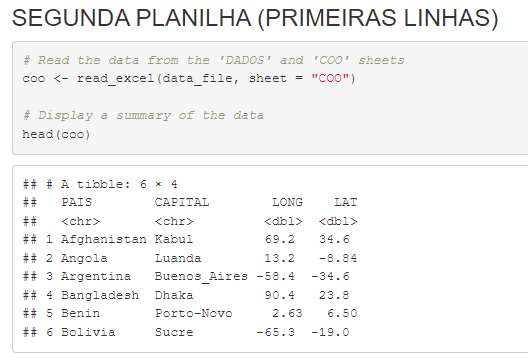 SEGUNDA PLANILHA (PRIMEIRAS LINHAS)
# Read the data from the 'DADOS' and 'COO' sheets
coo <- read_excel(data_file, sheet = "COO")
# Display a summary of the data
head(coo)
## # A tibble: 6 × 4
##   PAIS        CAPITAL        LONG    LAT
##   <chr>       <chr>         <dbl>  <dbl>
## 1 Afghanistan Kabul         69.2   34.6
## 2 Angola      Luanda        13.2   -8.84
## 3 Argentina   Buenos_Aires -58.4  -34.6
## 4 Bangladesh  Dhaka         90.4   23.8
## 5 Benin       Porto-Novo     2.63   6.50
## 6 Bolivia     Sucre        -65.3  -19.0